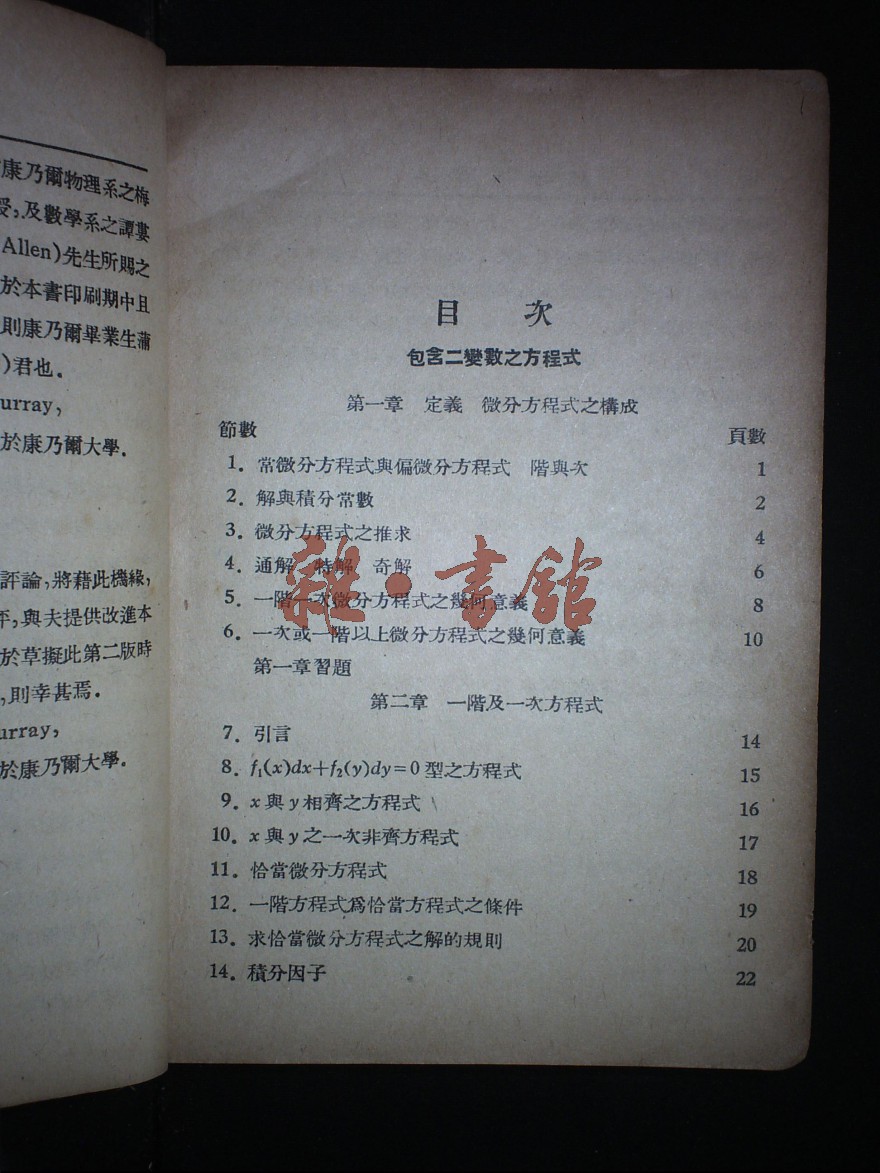 康乃爾物理系之梅
受,及數學系之譚婁
Allen)先生所賜之
於本書印刷期中且
則康乃爾畢業生蒲
)君也.
urray,
於康乃爾大學.
評論,將藉此機緣,
平,與夫提供改進本
於草擬此第二版時
,則幸甚焉.
urray,
於康乃爾大學.
目 次
包含二變數之方程式
第一章 定義 微分方程式之構成
節數 頁數
1. 常微分方程式與偏微分方程式 階與次 1
2. 解與積分常數 2
3. 微分方程式之推求 4
4. 通解 特解 奇解 6
5. 一階一次微分方程式之幾何意義 8
6. 一次或一階以上微分方程式之幾何意義 10
第一章習題
第二章 一階及一次方程式
7. 引言 14
8. f₁(x)dx+f₂(y)dy=0 型之方程式 15
9. x 與 y 相齊之方程式 16
10. x 與 y 之一次非齊方程式 17
11. 恰當微分方程式 18
12. 一階方程式爲恰當方程式之條件 19
13. 求恰當微分方程式之解的規則 20
14. 積分因子 22
雜·書館